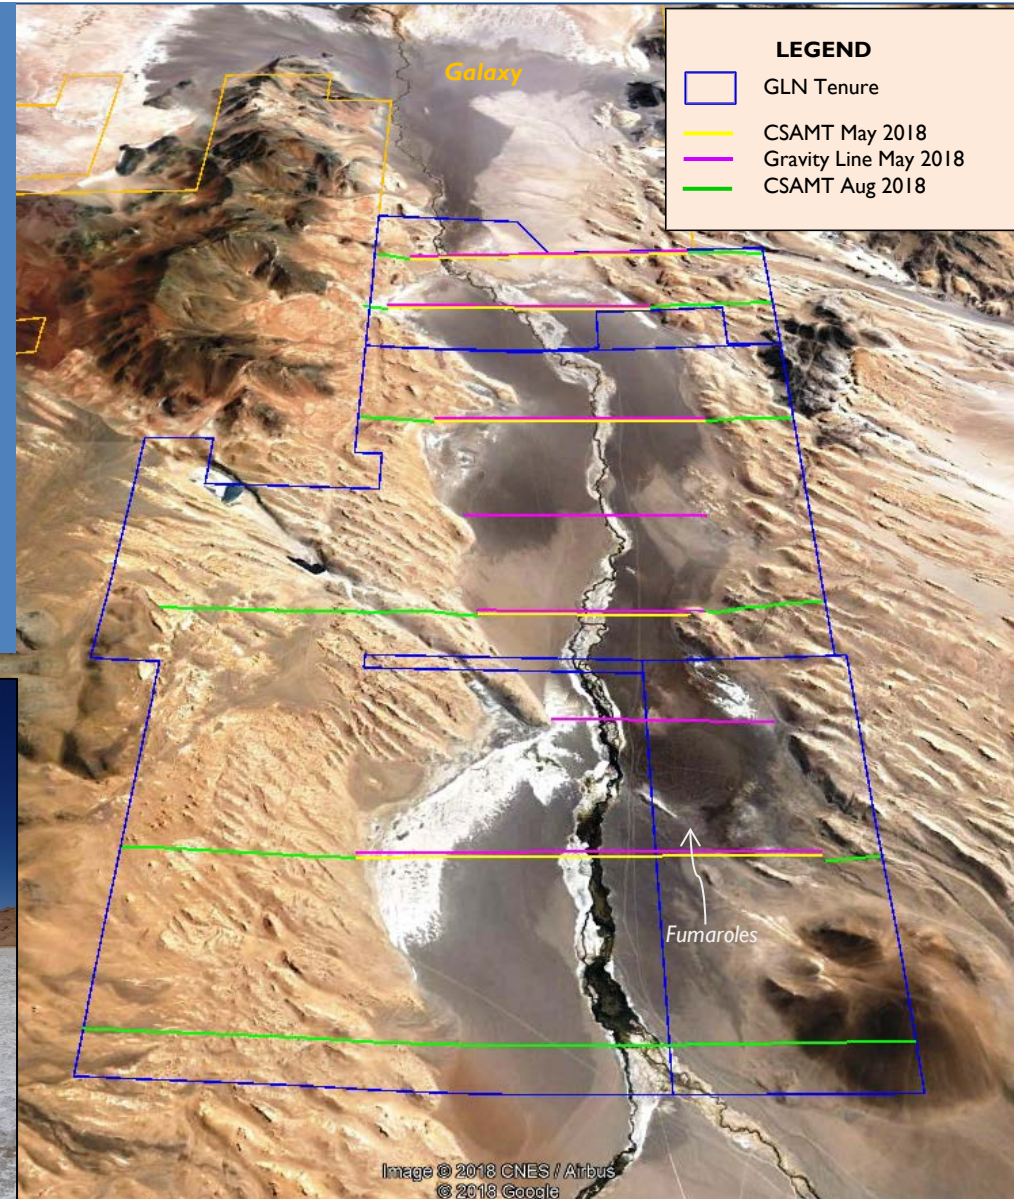 LEGEND
GLN Tenure
CSAMT May 2018
Gravity Line May 2018
CSAMT Aug 2018
Galaxy
Fumaroles
Image © 2018 CNES / Airbus
© 2018 Google